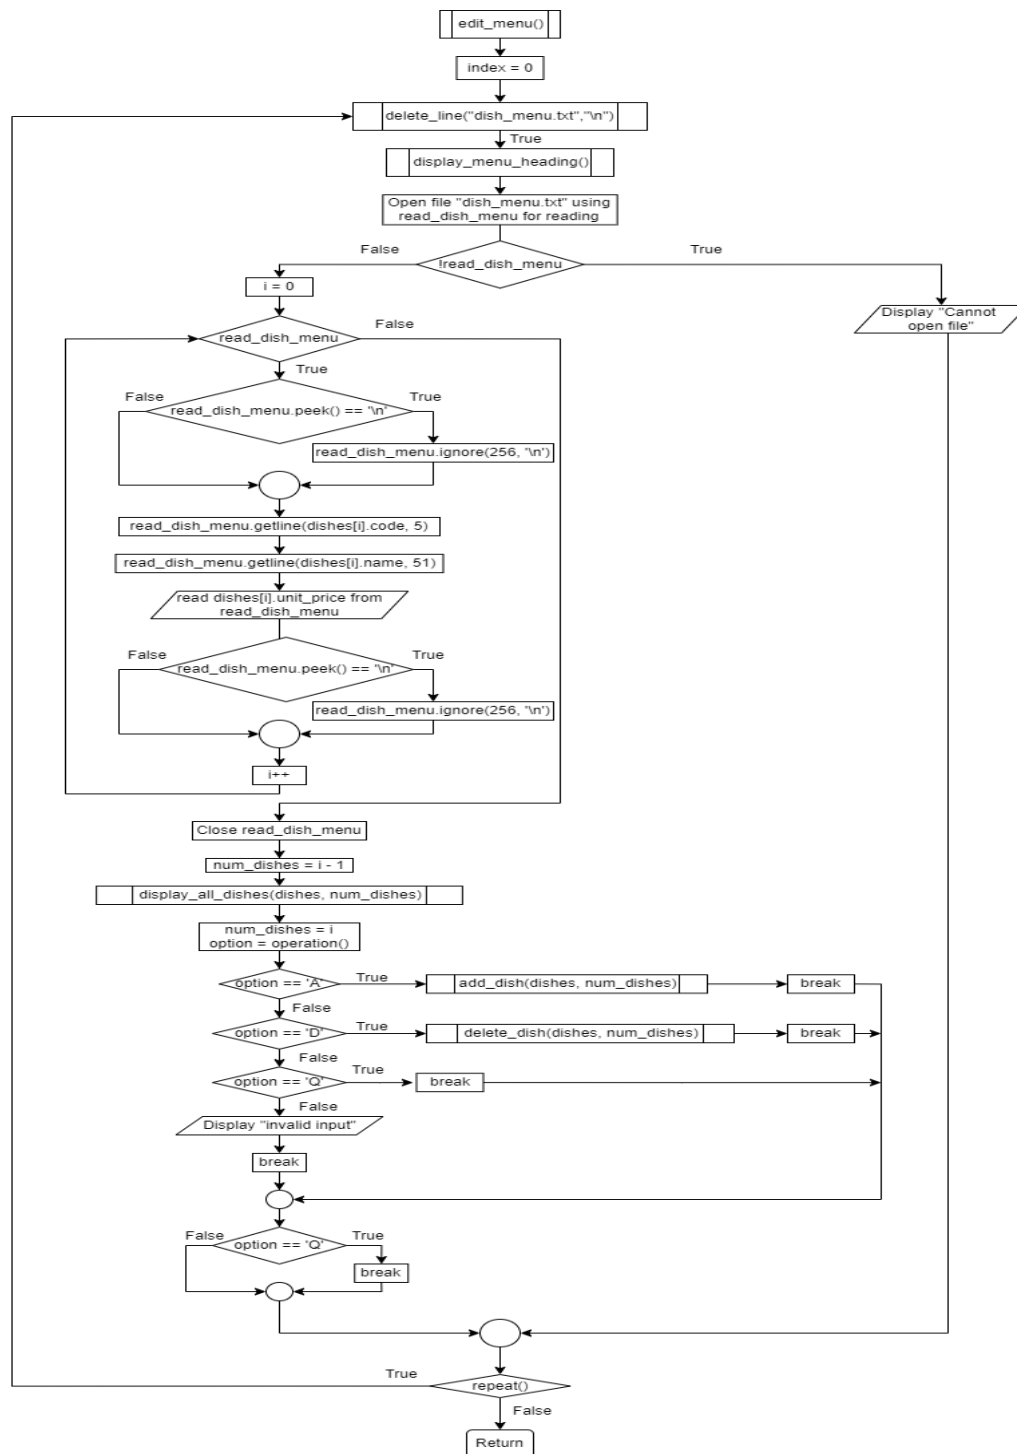 edit_menu()
index = 0
delete_line("dish_menu.txt","\n")
True
display_menu_heading()
Open file "dish_menu.txt" using
read_dish_menu for reading
False
True
!read_dish_menu
i = 0
Display "Cannot
open file"
False
read_dish_menu
True
False
True
read_dish_menu.peek() == '\n'
read_dish_menu.ignore(256, '\n')
read_dish_menu.getline(dishes[i].code, 5)
read_dish_menu.getline(dishes[i].name, 51)
read dishes[i].unit_price from
read_dish_menu
False
True
read_dish_menu.peek() == '\n'
read_dish_menu.ignore(256, '\n')
i++
Close read_dish_menu
num_dishes = i - 1
display_all_dishes(dishes, num_dishes)
num_dishes = i
option = operation()
True
option == 'A'
add_dish(dishes, num_dishes)
break
False
True
option == 'D'
delete_dish(dishes, num_dishes)
break
False
True
option == 'Q'
break
False
Display "invalid input"
break
False
True
option == 'Q'
break
True
repeat()
False
Return